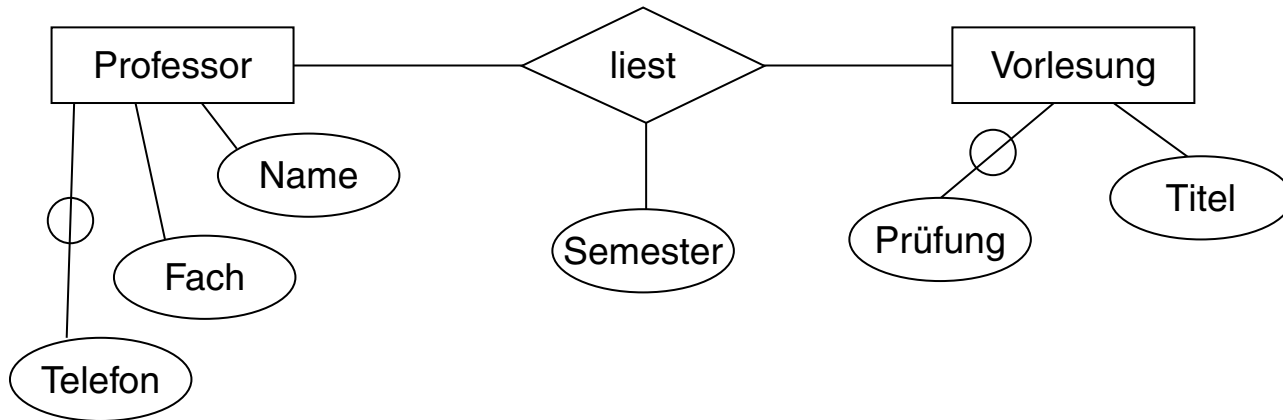 Professor
liest
Vorlesung
Name
Fach
Telefon
Semester
Prüfung
Titel